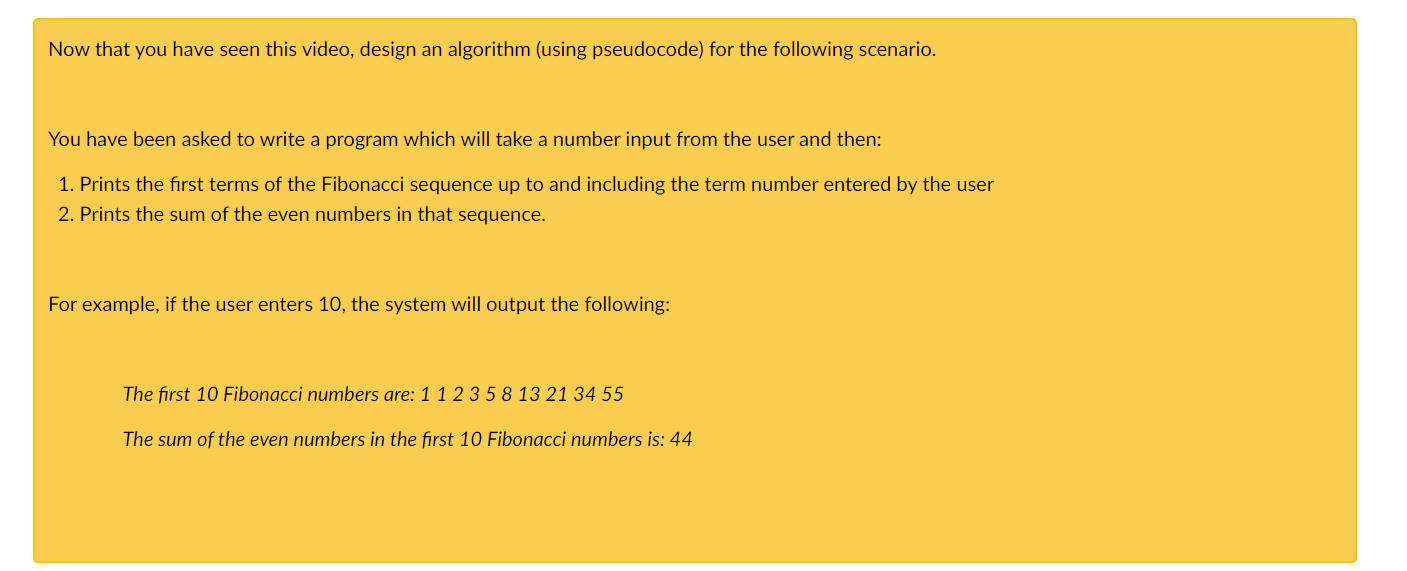 Now that you have seen this video, design an algorithm (using pseudocode) for the following scenario.
You have been asked to write a program which will take a number input from the user and then:
1. Prints the first terms of the Fibonacci sequence up to and including the term number entered by the user
2. Prints the sum of the even numbers in that sequence.
For example, if the user enters 10, the system will output the following:
The first 10 Fibonacci numbers are: 1 1 2 3 5 8 13 21 34 55
The sum of the even numbers in the first 10 Fibonacci numbers is: 44